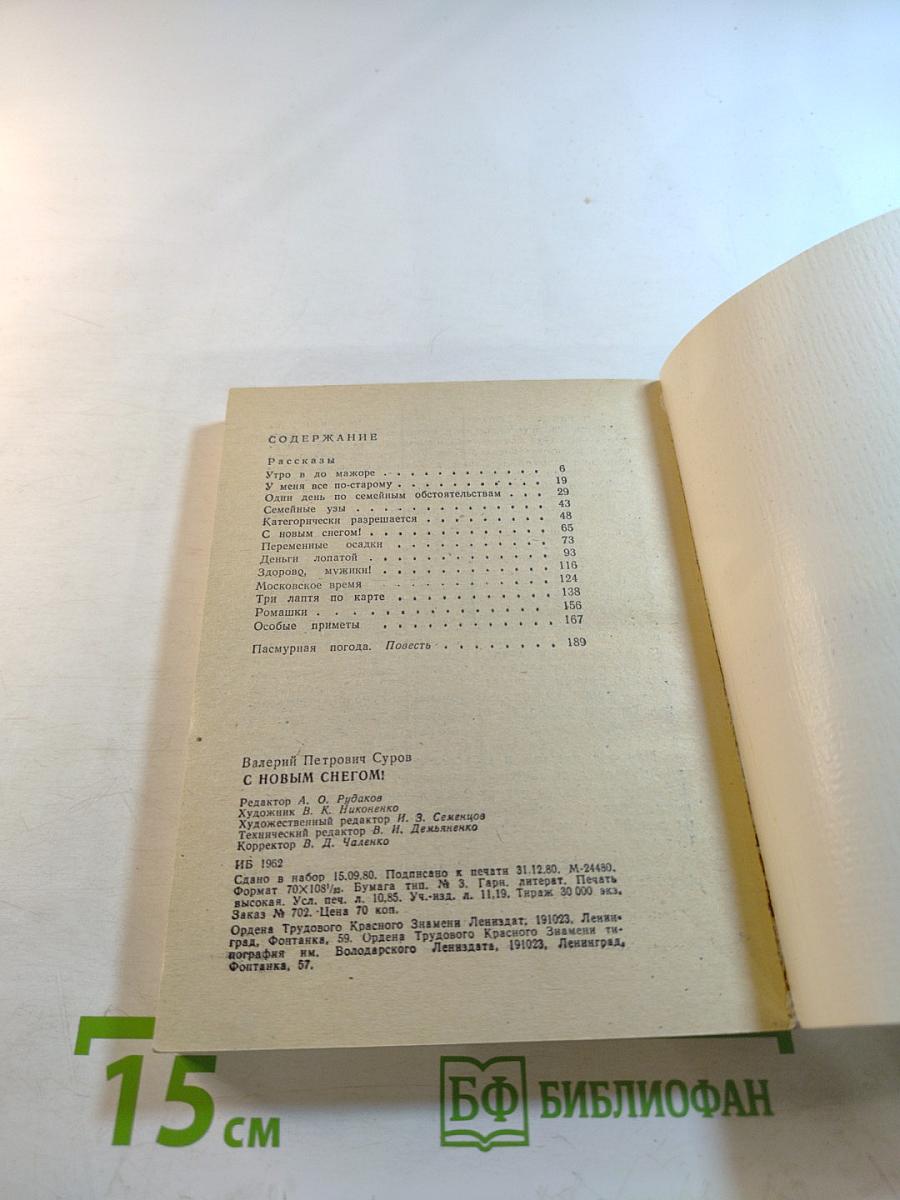 СОДЕРЖАНИЕ
Рассказы
Утро в до мажоре . . . . . . . . . . . 6
У меня все по-старому . . . . . . . . . . 19
Один день по семейным обстоятельствам . . . 29
Семейные узы . . . . . . . . . . . . . 43
Категорически разрешается . . . . . . . . 48
С новым снегом! . . . . . . . . . . . . 65
Переменные осадки . . . . . . . . . . . 73
Деньги лопатой . . . . . . . . . . . . 93
Здорово, мужики! . . . . . . . . . . . 116
Московское время . . . . . . . . . . . 124
Три лаптя по карте . . . . . . . . . . . 138
Ромашки . . . . . . . . . . . . . . . 156
Особые приметы . . . . . . . . . . . . 167
Пасмурная погода. Повесть . . . . . . . . 189
Валерий Петрович Суров
С НОВЫМ СНЕГОМ!
Редактор А. О. Рудаков
Художник В. К. Никоненко
Художественный редактор И. З. Семенцов
Технический редактор В. И. Демьяненко
Корректор В. Д. Чаленко
ИБ 1962
Сдано в набор 15.09.80. Подписано к печати 31.12.80. М-24480.
Формат 70×108¹/₃₂. Бумага тип. № 3. Гарн. литерат. Печать
высокая. Усл. печ. л. 10,85. Уч.-изд. л. 11,19. Тираж 30 000 экз.
Заказ № 702. Цена 70 коп.
Ордена Трудового Красного Знамени Лениздат, 191023, Ленин-
град, Фонтанка, 59. Ордена Трудового Красного Знамени ти-
пография им. Володарского Лениздата, 191023, Ленинград,
Фонтанка, 57.
15 см
БФ БИБЛИОФАН